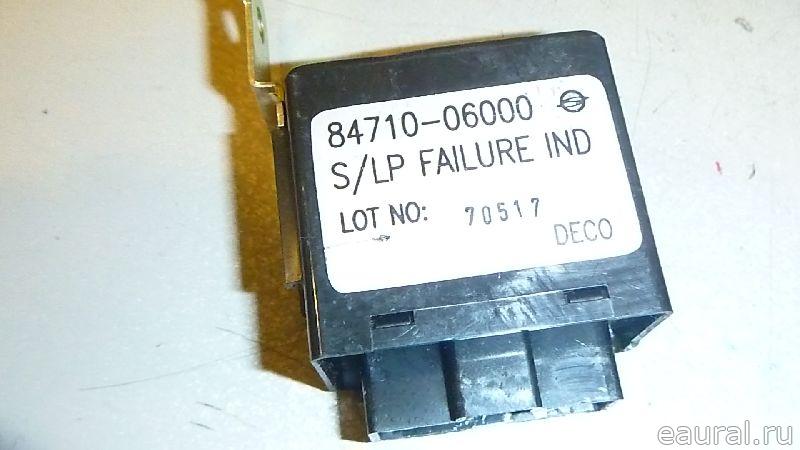 84710-06000
S/LP FAILURE IND
LOT NO: 70517
DECO
eaural.ru